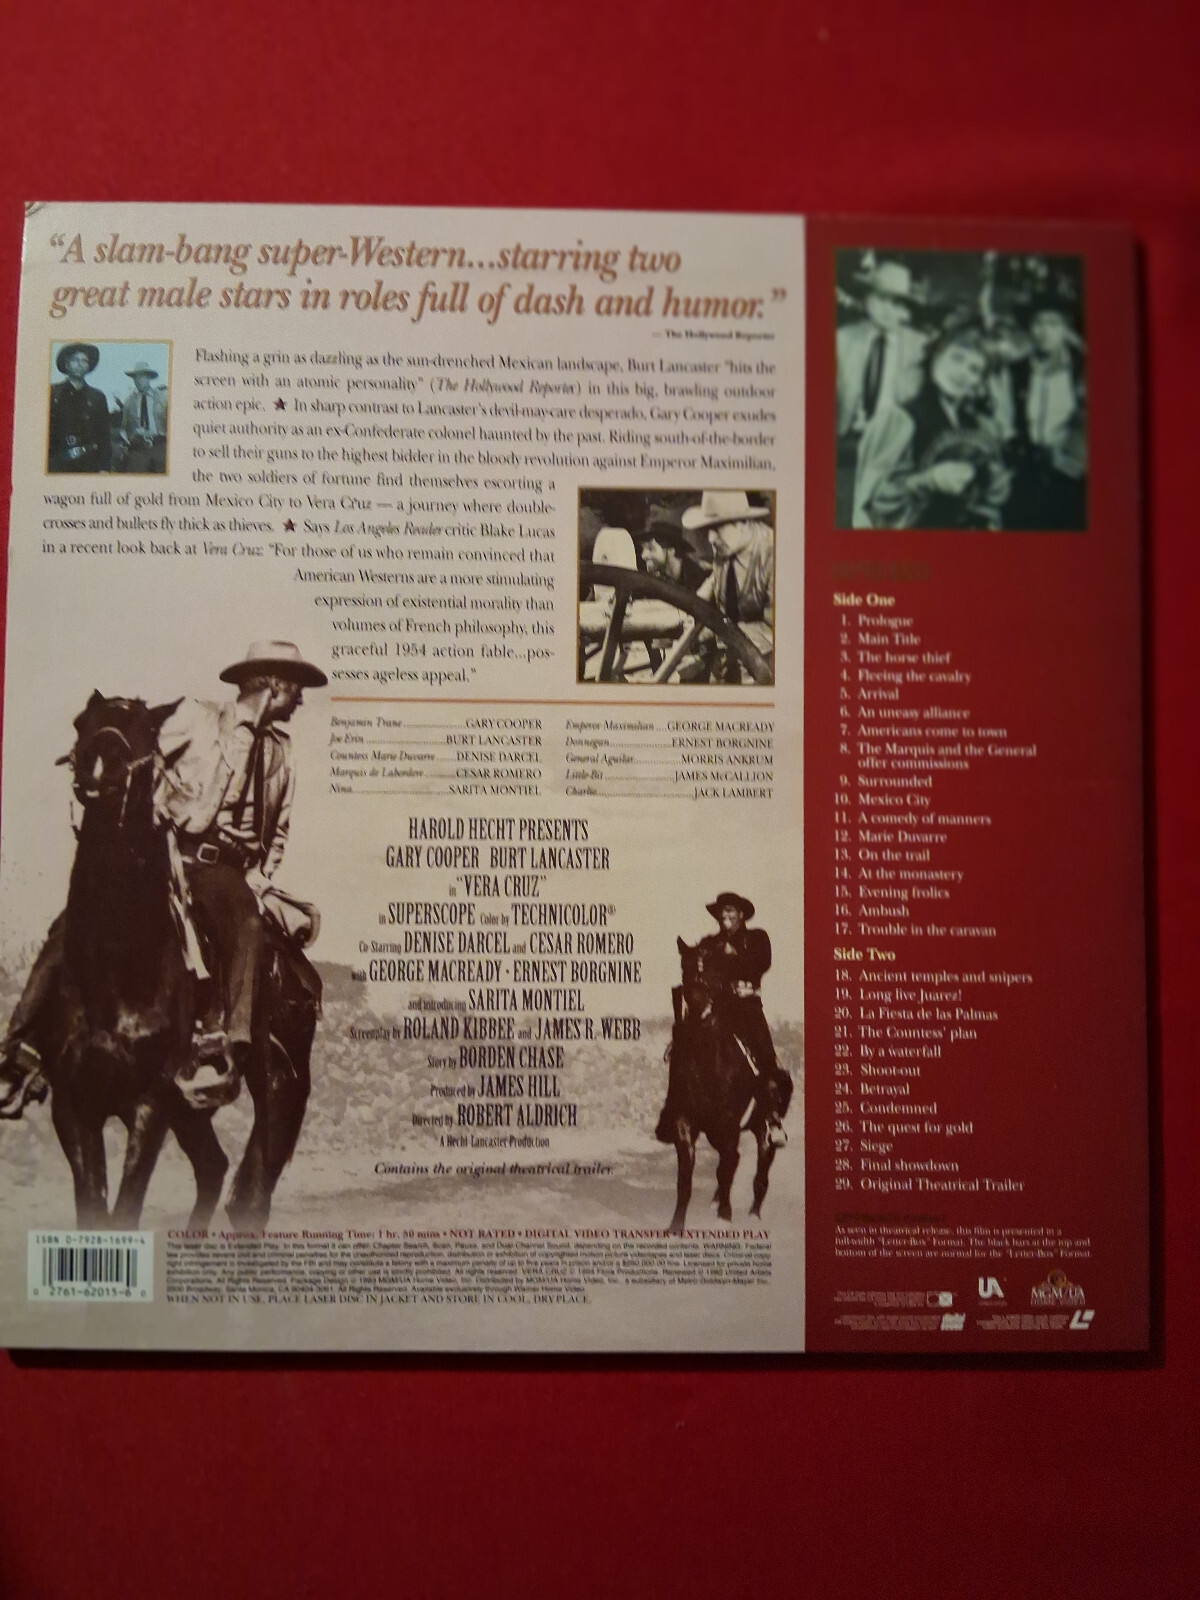 “A slam-bang super-Western...starring two
great male stars in roles full of dash and humor.”
— The Hollywood Reporter
Flashing a grin as dazzling as the sun-drenched Mexican landscape, Burt Lancaster “hits the
screen with an atomic personality” (The Hollywood Reporter) in this big, brawling outdoor
action epic. ★ In sharp contrast to Lancaster's devil-may-care desperado, Gary Cooper exudes
quiet authority as an ex-Confederate colonel haunted by the past. Riding south-of-the-border
to sell their guns to the highest bidder in the bloody revolution against Emperor Maximilian,
the two soldiers of fortune find themselves escorting a
wagon full of gold from Mexico City to Vera Cruz — a journey where double-
crosses and bullets fly thick as thieves. ★ Says Los Angeles Reader critic Blake Lucas
in a recent look back at Vera Cruz: “For those of us who remain convinced that
American Westerns are a more stimulating
expression of existential morality than
volumes of French philosophy, this
graceful 1954 action fable...pos-
sesses ageless appeal.”
Benjamin Trane GARY COOPER
Joe Erin BURT LANCASTER
Countess Marie Duvarre DENISE DARCEL
Marquis de Labordere CESAR ROMERO
Nina SARITA MONTIEL
Emperor Maximilian GEORGE MACREADY
Donnegan ERNEST BORGNINE
General Aguilar MORRIS ANKRUM
Little-Bit JAMES McCALLION
Charlie JACK LAMBERT
HAROLD HECHT PRESENTS
GARY COOPER BURT LANCASTER
in “VERA CRUZ”
in SUPERSCOPE Color by TECHNICOLOR®
Co-Starring DENISE DARCEL and CESAR ROMERO
with GEORGE MACREADY • ERNEST BORGNINE
and introducing SARITA MONTIEL
Screenplay by ROLAND KIBBEE and JAMES R. WEBB
Story by BORDEN CHASE
Produced by JAMES HILL
Directed by ROBERT ALDRICH
A Hecht-Lancaster Production
Contains the original theatrical trailer.
ISBN 0-7928-1699-4
0 27616-2015-6 0
COLOR • Approx. Feature Running Time: 1 hr. 30 mins • NOT RATED • DIGITAL VIDEO TRANSFER • EXTENDED PLAY
WHEN NOT IN USE, PLACE LASER DISC IN JACKET AND STORE IN COOL, DRY PLACE.
Side One
1. Prologue
2. Main Title
3. The horse thief
4. Fleeing the cavalry
5. Arrival
6. An uneasy alliance
7. Americans come to town
8. The Marquis and the General
offer commissions
9. Surrounded
10. Mexico City
11. A comedy of manners
12. Marie Duvarre
13. On the trail
14. At the monastery
15. Evening frolics
16. Ambush
17. Trouble in the caravan
Side Two
18. Ancient temples and snipers
19. Long live Juarez!
20. La Fiesta de las Palmas
21. The Countess' plan
22. By a waterfall
23. Shoot-out
24. Betrayal
25. Condemned
26. The quest for gold
27. Siege
28. Final showdown
29. Original Theatrical Trailer
As seen in theatrical release, this film is presented in a
full-width “Letter-Box” Format. The black bars at the top and
bottom of the screen are normal for the “Letter-Box” Format.
UA
MGM/UA
HOME VIDEO